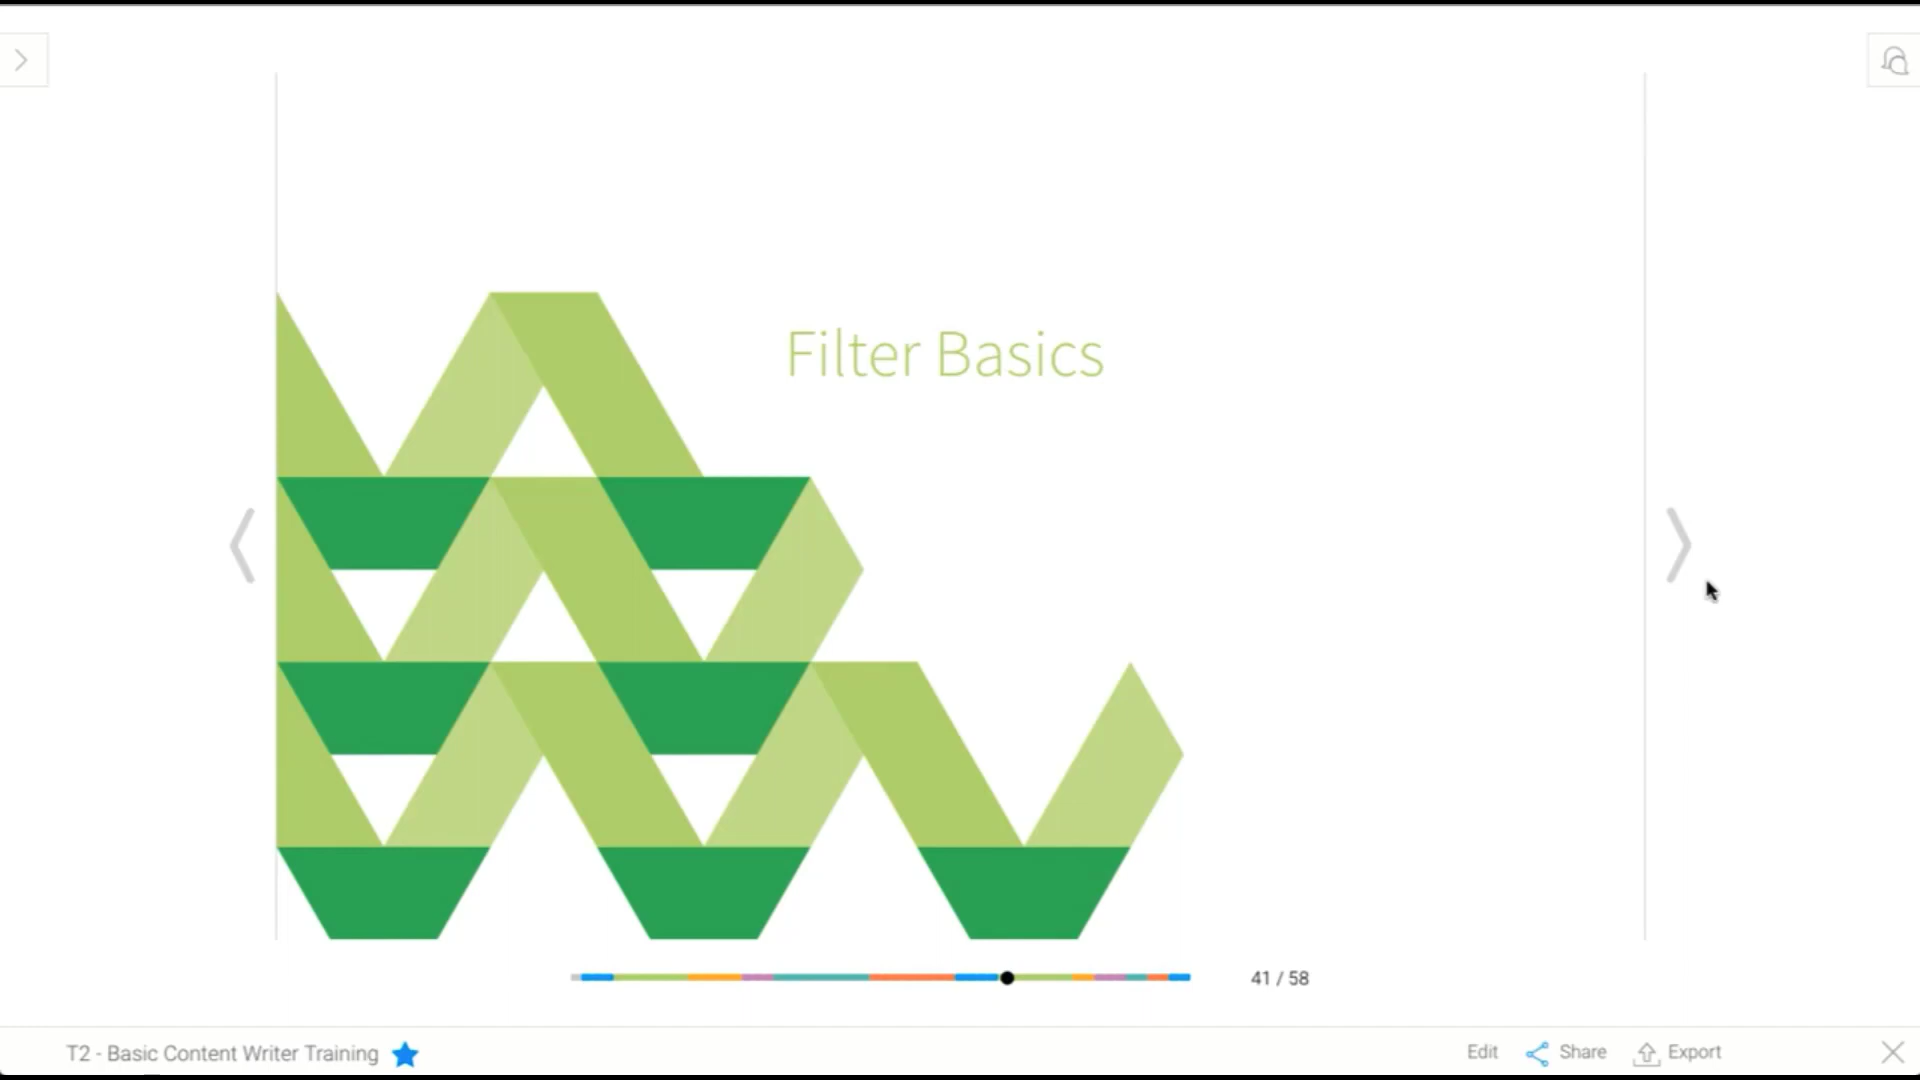 Filter Basics
41 / 58
T2 - Basic Content Writer Training
Edit
Share
Export